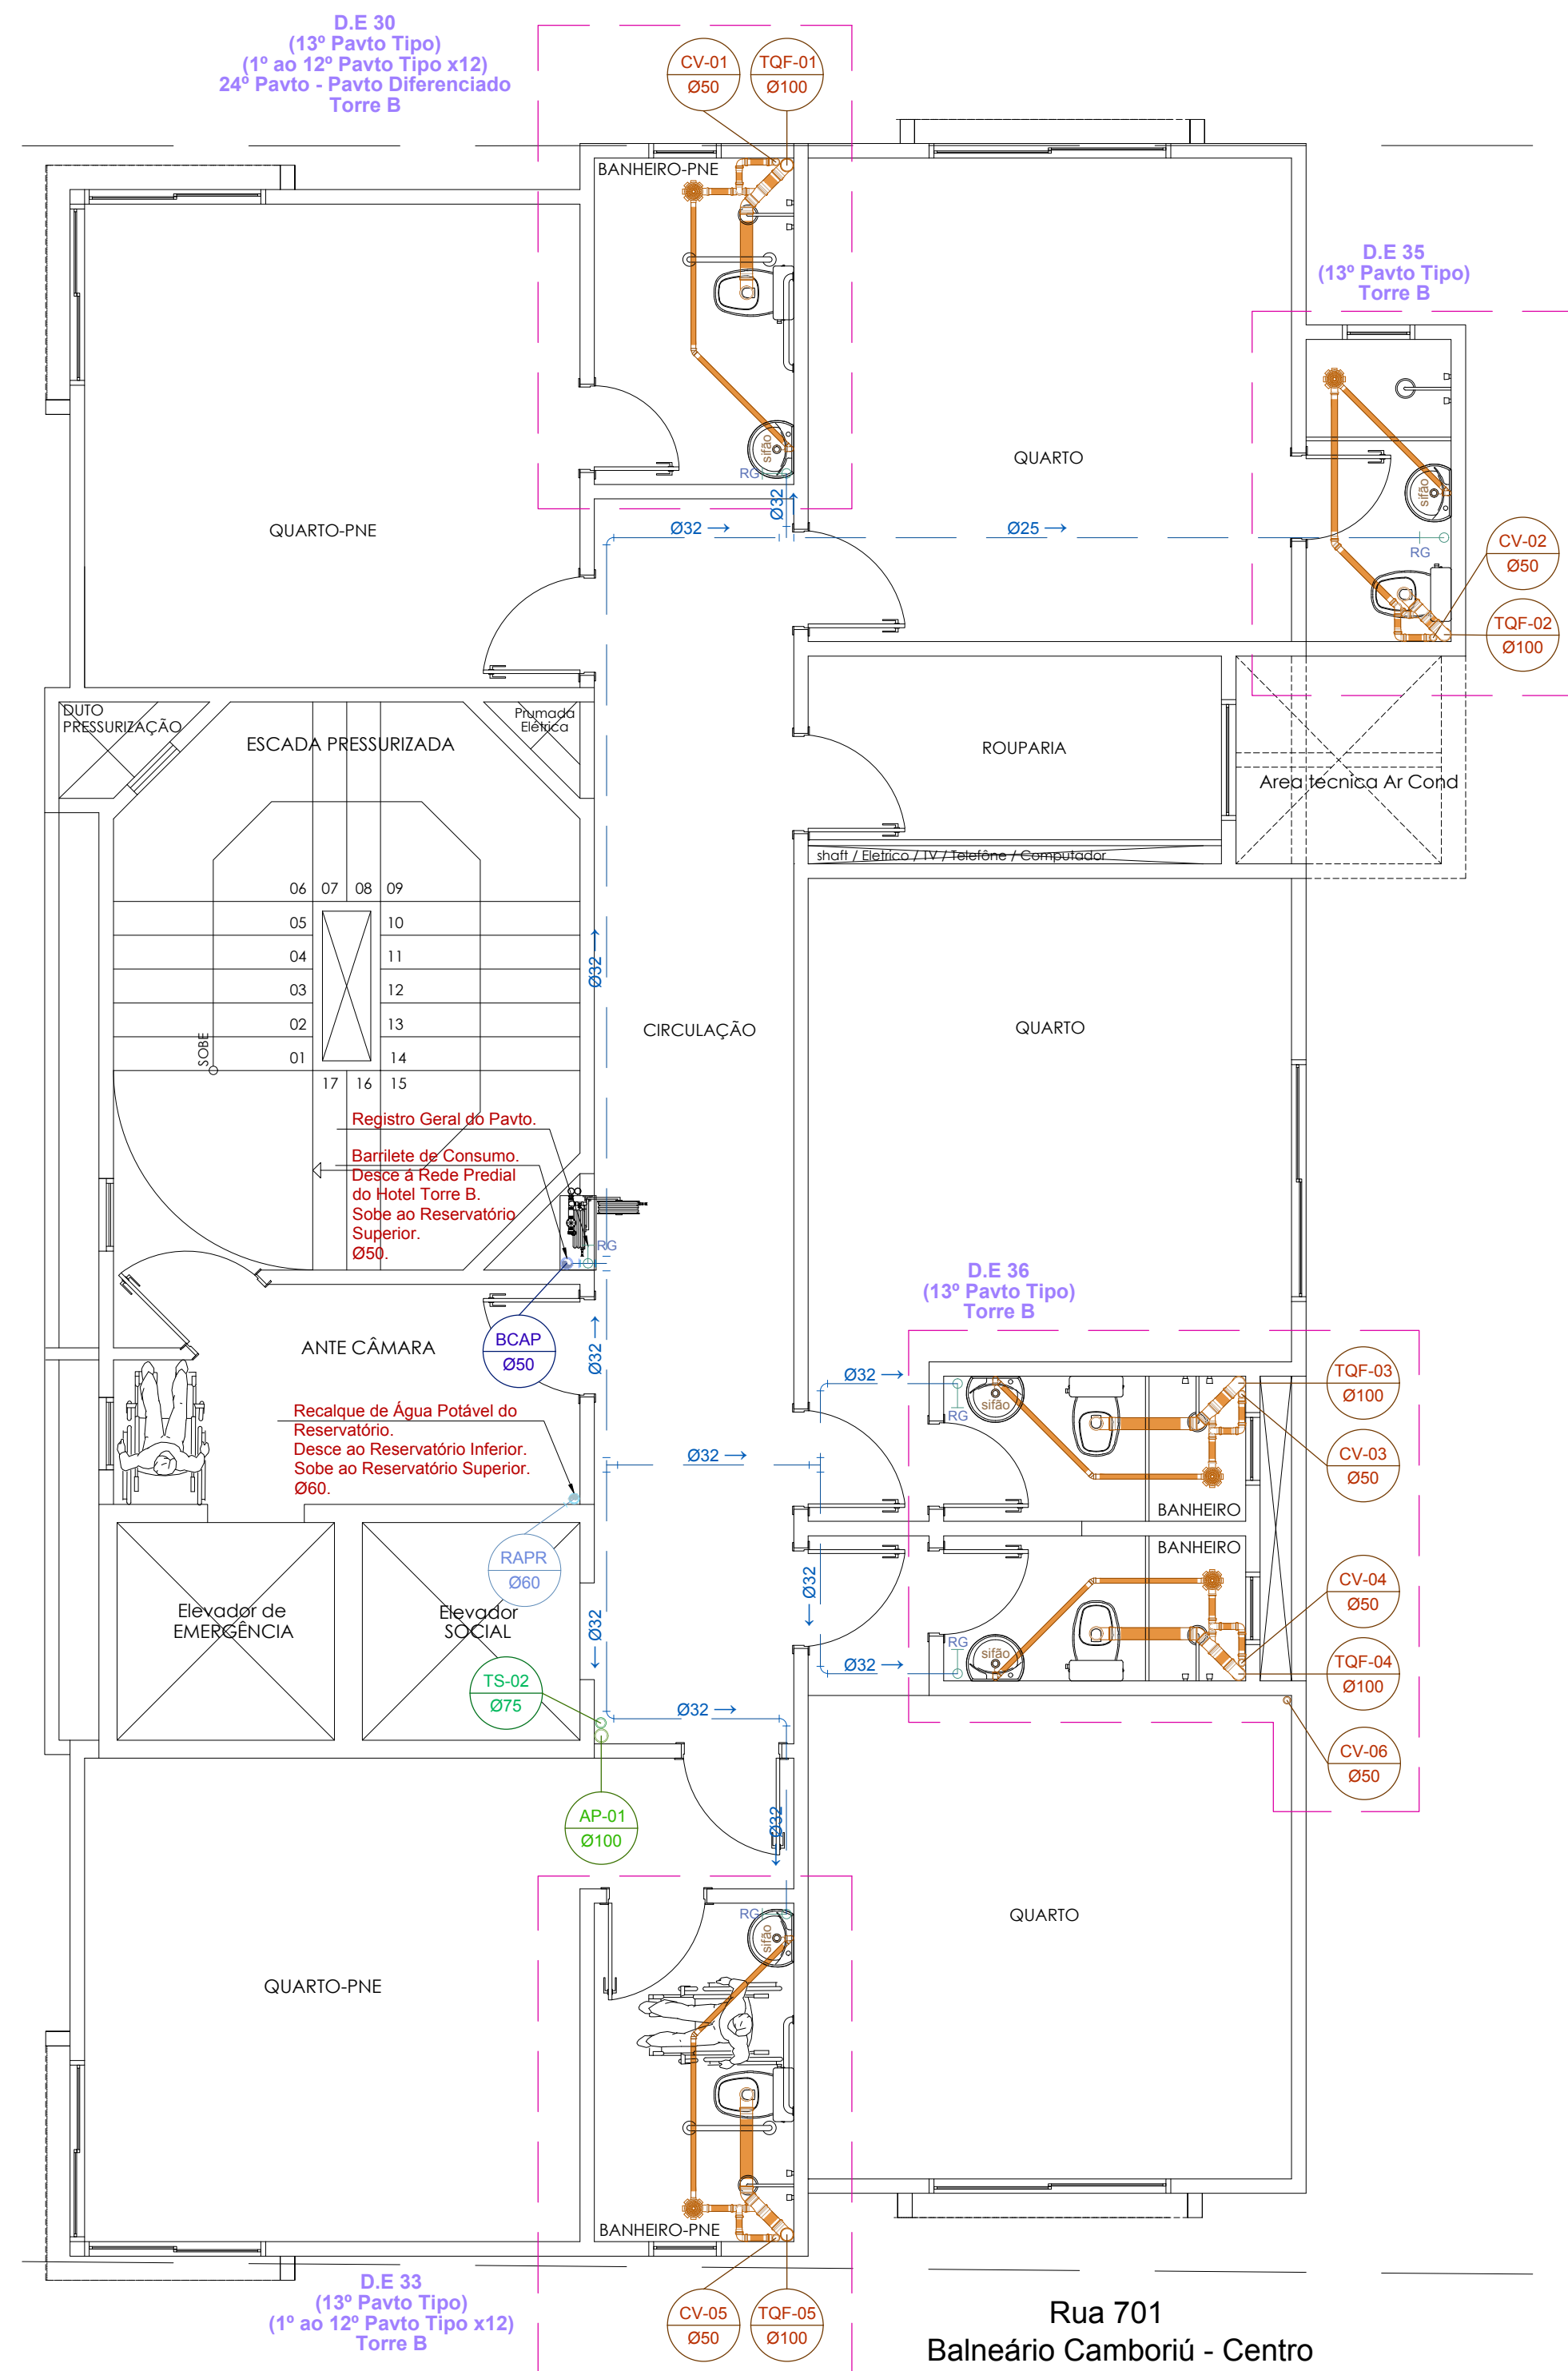 D.E 30
(13º Pavto Tipo)
(1º ao 12º Pavto Tipo x12)
24º Pavto - Pavto Diferenciado
Torre B
CV-01
Ø50
TQF-01
Ø100
BANHEIRO-PNE
D.E 35
(13º Pavto Tipo)
Torre B
sifão
RG
QUARTO
sifão
QUARTO-PNE
Ø32
Ø32
Ø25
RG
CV-02
Ø50
TQF-02
Ø100
DUTO
PRESSURIZAÇÃO
Prumada
Elétrica
ESCADA PRESSURIZADA
ROUPARIA
Area tecnica Ar Cond
shaft / Eletrico / TV / Telefône / Computador
06 07 08 09
05 10
04 11
03 12
02 13
01 14
17 16 15
SOBE
Ø32
CIRCULAÇÃO
QUARTO
Registro Geral do Pavto.
Barrilete de Consumo.
Desce á Rede Predial
do Hotel Torre B.
Sobe ao Reservatório
Superior.
Ø50.
RG
D.E 36
(13º Pavto Tipo)
Torre B
BCAP
Ø50
ANTE CÂMARA
Ø32
Ø32
RG
sifão
TQF-03
Ø100
Recalque de Água Potável do
Reservatório.
Desce ao Reservatório Inferior.
Sobe ao Reservatório Superior.
Ø60.
Ø32
CV-03
Ø50
BANHEIRO
BANHEIRO
RAPR
Ø60
Ø32
CV-04
Ø50
Elevador de
EMERGÊNCIA
Elevador
SOCIAL
Ø32
RG
sifão
Ø32
TQF-04
Ø100
TS-02
Ø75
Ø32
CV-06
Ø50
AP-01
Ø100
Ø32
RG
sifão
QUARTO
QUARTO-PNE
BANHEIRO-PNE
D.E 33
(13º Pavto Tipo)
(1º ao 12º Pavto Tipo x12)
Torre B
CV-05
Ø50
TQF-05
Ø100
Rua 701
Balneário Camboriú - Centro